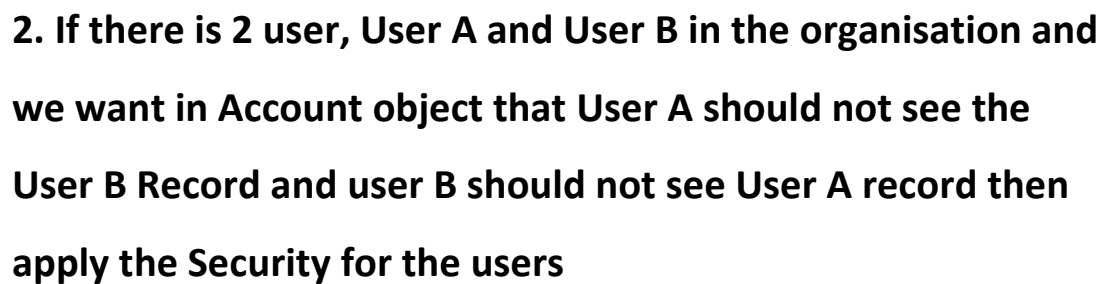 2. If there is 2 user, User A and User B in the organisation and
we want in Account object that User A should not see the
User B Record and user B should not see User A record then
apply the Security for the users